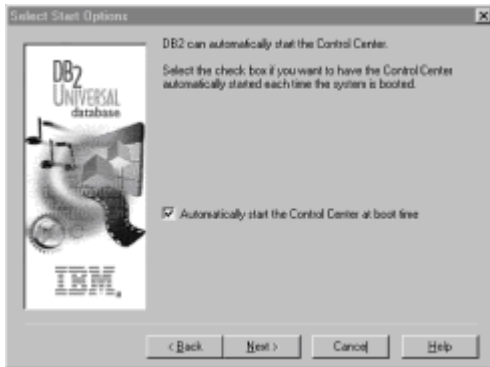 Select Start Options
DB2 can automatically start the Control Center.
Select the check box if you want to have the Control Center
automatically started each time the system is booted.
DB2
UNIVERSAL
database
Automatically start the Control Center at boot time
IBM
< Back
Next >
Cancel
Help